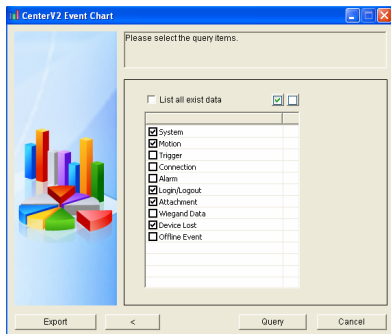 CenterV2 Event Chart
Please select the query items.
List all exist data
System
Motion
Trigger
Connection
Alarm
Login/Logout
Attachment
Wiegand Data
Device Lost
Offline Event
Export < Query Cancel